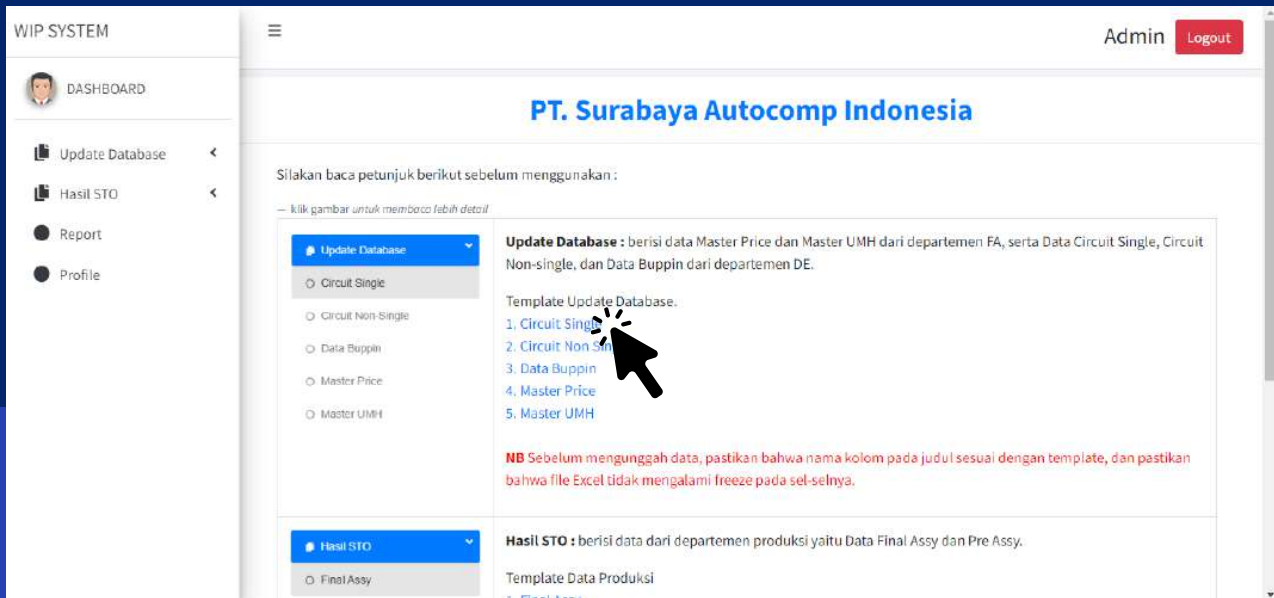 WIP SYSTEM
Admin
Logout
DASHBOARD
Update Database
Hasil STO
Report
Profile
PT. Surabaya Autocomp Indonesia
Silakan baca petunjuk berikut sebelum menggunakan :
— klik gambar untuk membaca lebih detail
Update Database
Circuit Single
Circuit Non-Single
Data Buppin
Master Price
Master UMH
Update Database : berisi data Master Price dan Master UMH dari departemen FA, serta Data Circuit Single, Circuit
Non-single, dan Data Buppin dari departemen DE.
Template Update Database.
1. Circuit Single
2. Circuit Non
3. Data Buppin
4. Master Price
5. Master UMH
NB Sebelum mengunggah data, pastikan bahwa nama kolom pada judul sesuai dengan template, dan pastikan
bahwa file Excel tidak mengalami freeze pada sel-selnya.
Hasil STO
Final Assy
Hasil STO : berisi data dari departemen produksi yaitu Data Final Assy dan Pre Assy.
Template Data Produksi